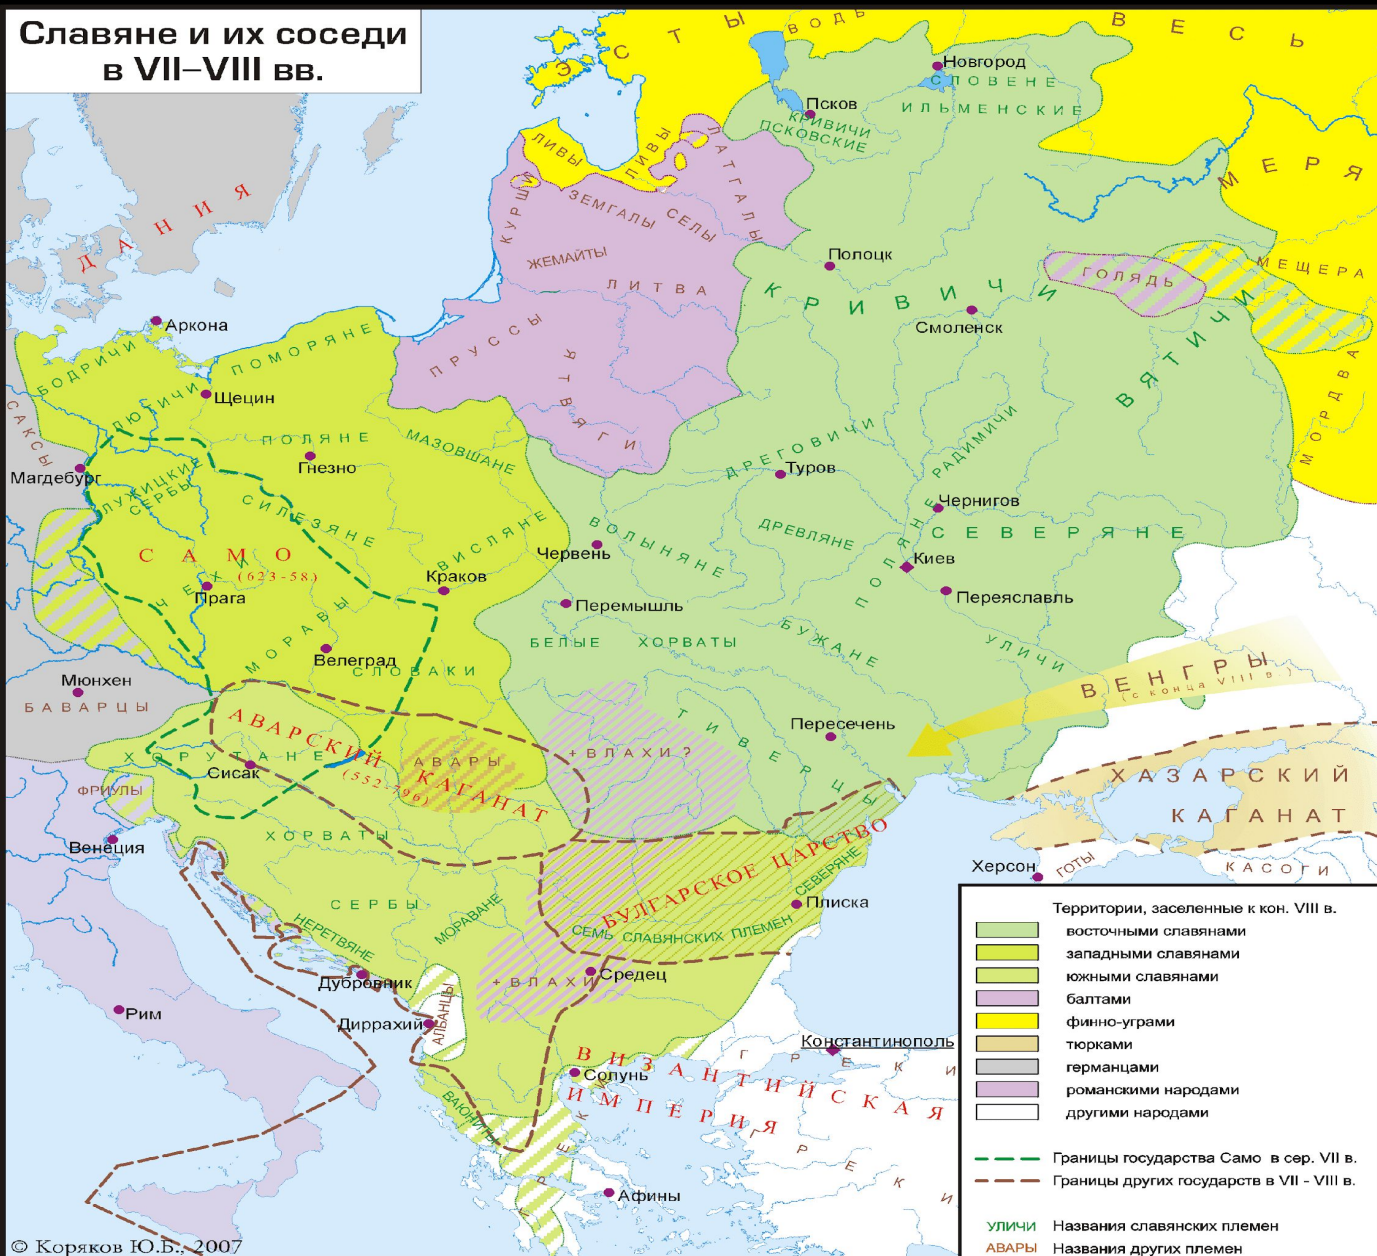 Славяне и их соседи
в VII–VIII вв.
ЭСТЫ
ВОДЬ
ВЕСЬ
Новгород
СЛОВЕНЕ
ИЛЬМЕНСКИЕ
Псков
КРИВИЧИ
ПСКОВСКИЕ
ЛИВЫ
ЛИВЫ
ЛАТГАЛЫ
МЕРЯ
ДАНИЯ
КУРШИ
ЗЕМГАЛЫ
СЕЛЫ
ЖЕМАЙТЫ
ЛИТВА
Полоцк
КРИВИЧИ
ГОЛЯДЬ
МЕЩЕРА
Смоленск
ПРУССЫ
ЯТВЯГИ
ВЯТИЧИ
МОРДВА
Аркона
БОДРИЧИ
ПОМОРЯНЕ
ЛЮТИЧИ
Щецин
САКСЫ
ПОЛЯНЕ
Гнезно
МАЗОВШАНЕ
Магдебург
ЛУЖИЦКИЕ
СЕРБЫ
СИЛЕЗЯНЕ
ДРЕГОВИЧИ
Туров
РАДИМИЧИ
Чернигов
СЕВЕРЯНЕ
САМО
(623-58)
ЧЕХИ
Прага
ВИСЛЯНЕ
Краков
Червень
ВОЛЫНЯНЕ
ДРЕВЛЯНЕ
ПОЛЯНЕ
Киев
Переяславль
Перемышль
МОРАВЫ
Велеград
СЛОВАКИ
БЕЛЫЕ ХОРВАТЫ
БУЖАНЕ
УЛИЧИ
Мюнхен
БАВАРЦЫ
ВЕНГРЫ
(с конца VIII в.)
АВАРСКИЙ КАГАНАТ
(552-796)
АВАРЫ
ХОРУТАНЕ
Сисак
+ВЛАХИ?
ТИВЕРЦЫ
Пересечень
ХАЗАРСКИЙ
КАГАНАТ
ФРИУЛЫ
Венеция
ХОРВАТЫ
СЕРБЫ
НЕРЕТВЯНЕ
МОРАВАНЕ
БУЛГАРСКОЕ ЦАРСТВО
СЕВЕРЯНЕ
Плиска
СЕМЬ СЛАВЯНСКИХ ПЛЕМЕН
Херсон
ГОТЫ
КАСОГИ
Дубровник
+ВЛАХИ
Средец
Рим
Диррахий
АЛБАНЦЫ
Константинополь
ВИЗАНТИЙСКАЯ
ИМПЕРИЯ
ГРЕКИ
Солунь
ВАЮНИТЫ
ГРЕКИ
ГРЕКИ
Афины
Территории, заселенные к кон. VIII в.
восточными славянами
западными славянами
южными славянами
балтами
финно-уграми
тюрками
германцами
романскими народами
другими народами
Границы государства Само в сер. VII в.
Границы других государств в VII - VIII в.
УЛИЧИ Названия славянских племен
АВАРЫ Названия других племен
© Коряков Ю.Б., 2007